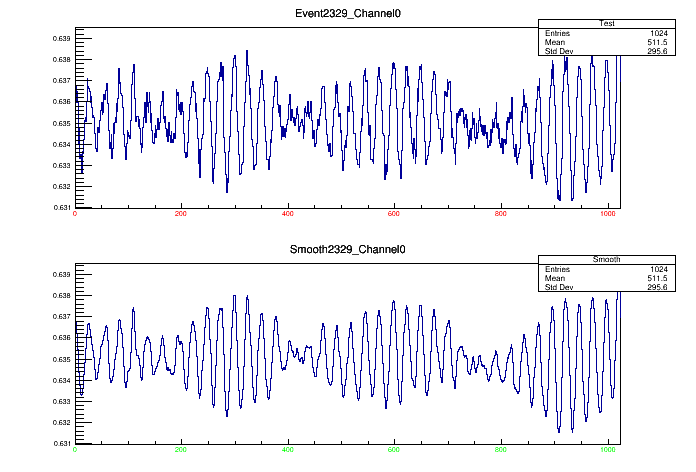 Event2329_Channel0
Test
Entries 1024
Mean 511.5
Std Dev 295.6
0.639
0.638
0.637
0.636
0.635
0.634
0.633
0.632
0.631
0 200 400 600 800 1000
Smooth2329_Channel0
Smooth
Entries 1024
Mean 511.5
Std Dev 295.6
0.639
0.638
0.637
0.636
0.635
0.634
0.633
0.632
0.631
0 200 400 600 800 1000